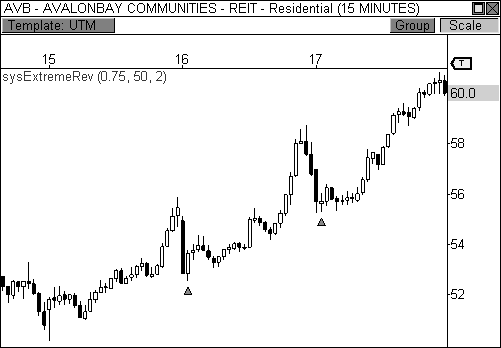 AVB - AVALONBAY COMMUNITIES - REIT - Residential (15 MINUTES)
Template: UTM Group Scale
15 16 17 T
sysExtremeRev (0.75, 50, 2)
60.0
58
56
54
52